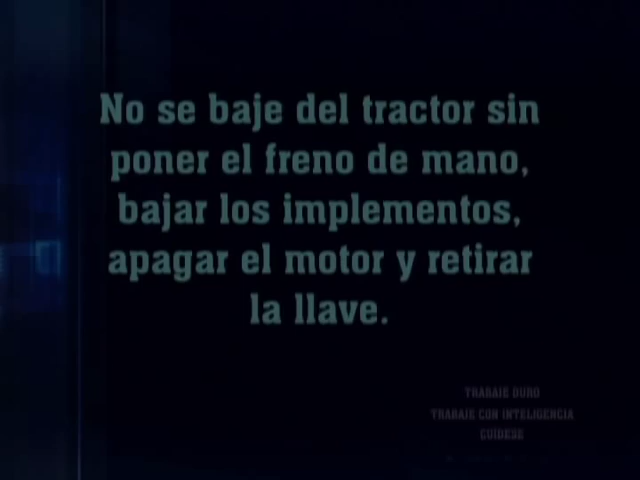 No se baje del tractor sin
poner el freno de mano,
bajar los implementos,
apagar el motor y retirar
la llave.
TRABAJE DURO
TRABAJE CON INTELIGENCIA
CUIDESE